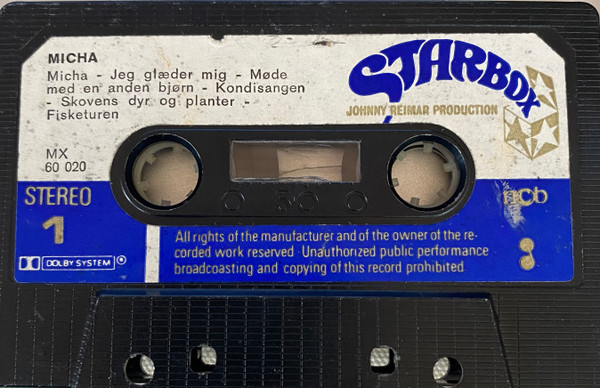 MICHA
Micha - Jeg glæder mig - Møde
med en anden bjørn - Kondisangen
- Skovens dyr og planter -
Fisketuren
STARBOX
JOHNNY REIMAR PRODUCTION
MX
60 020
50
STEREO
1
ncb
DOLBY SYSTEM®
All rights of the manufacturer and of the owner of the re-
corded work reserved · Unauthorized public performance
broadcoasting and copying of this record prohibited